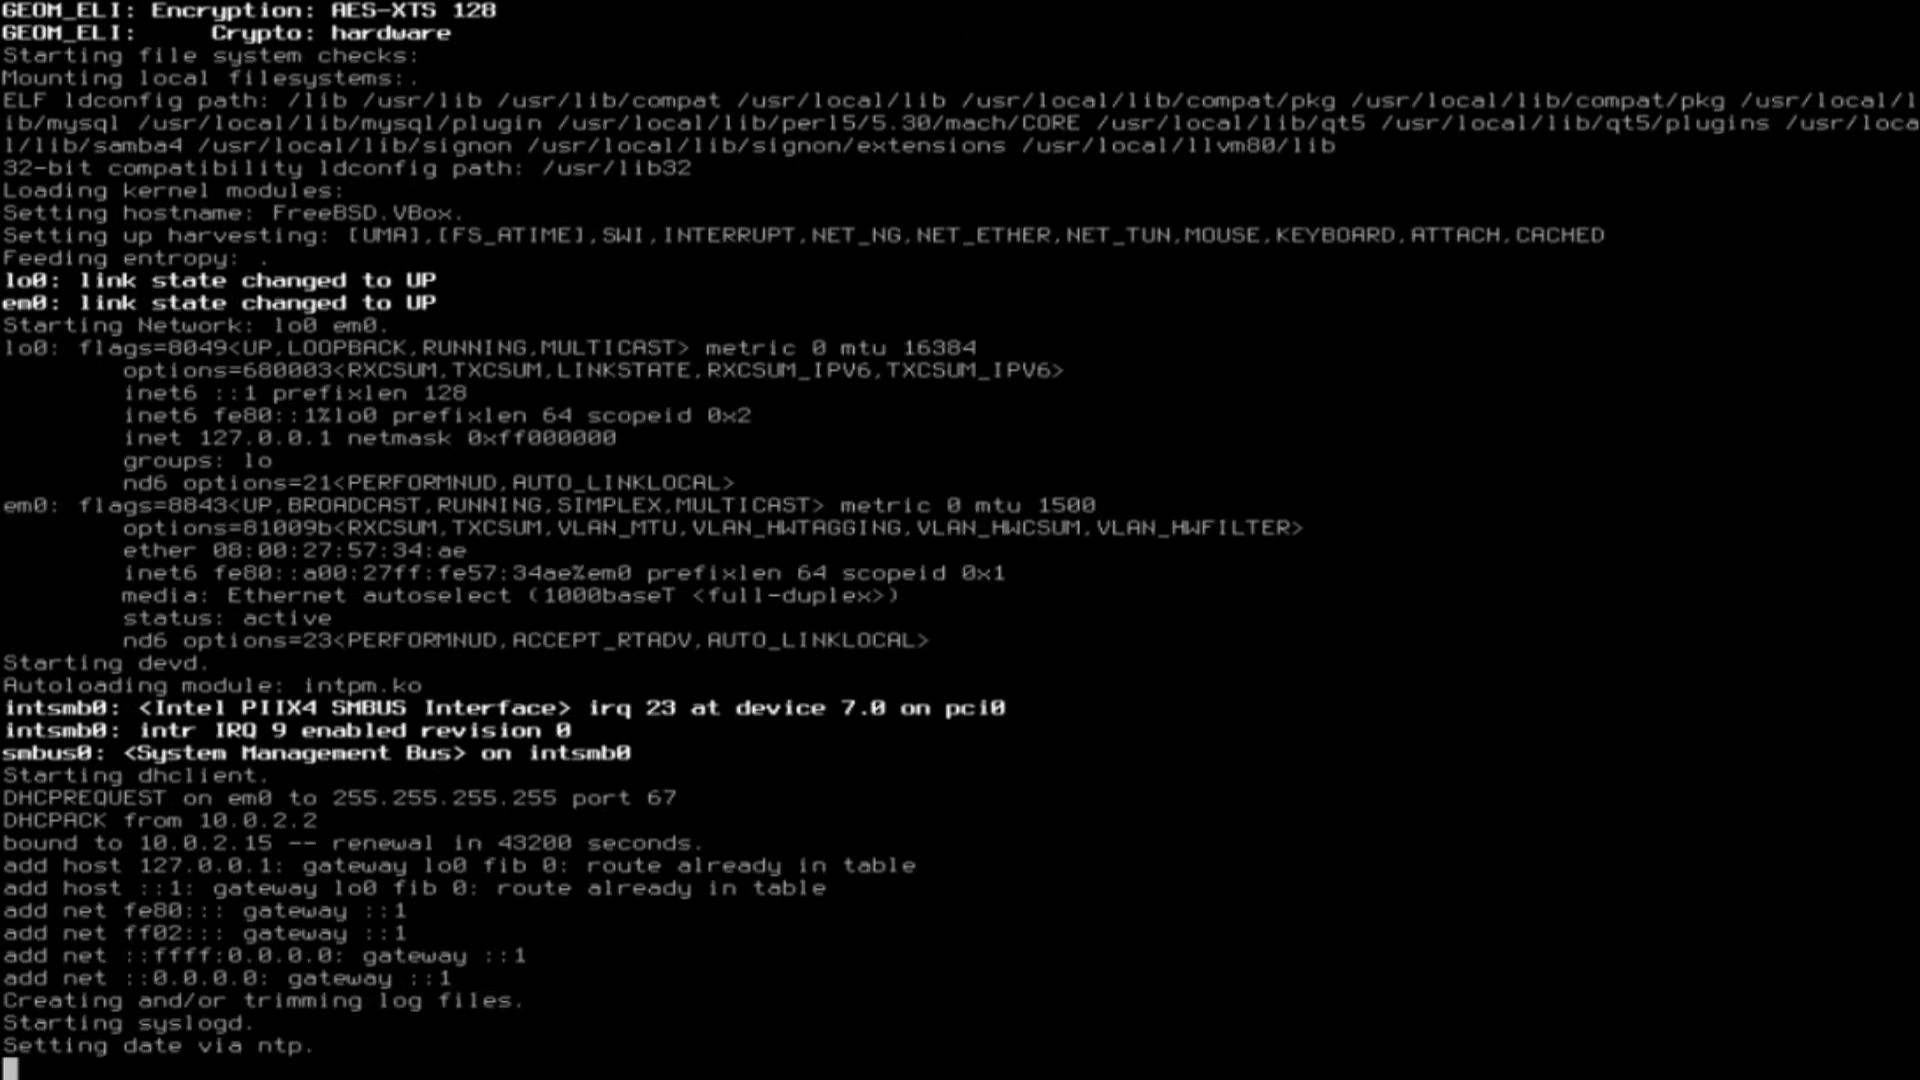 GEOM_ELI: Encryption: AES-XTS 128
GEOM_ELI:     Crypto: hardware
Starting file system checks:
Mounting local filesystems:.
ELF ldconfig path: /lib /usr/lib /usr/lib/compat /usr/local/lib /usr/local/lib/compat/pkg /usr/local/lib/compat/pkg /usr/local/l
ib/mysql /usr/local/lib/mysql/plugin /usr/local/lib/perl5/5.30/mach/CORE /usr/local/lib/qt5 /usr/local/lib/qt5/plugins /usr/loca
l/lib/samba4 /usr/local/lib/signon /usr/local/lib/signon/extensions /usr/local/llvm80/lib
32-bit compatibility ldconfig path: /usr/lib32
Loading kernel modules:
Setting hostname: FreeBSD.VBox.
Setting up harvesting: [UMA],[FS_ATIME],SWI,INTERRUPT,NET_NG,NET_ETHER,NET_TUN,MOUSE,KEYBOARD,ATTACH,CACHED
Feeding entropy: .
lo0: link state changed to UP
em0: link state changed to UP
Starting Network: lo0 em0.
lo0: flags=8049<UP,LOOPBACK,RUNNING,MULTICAST> metric 0 mtu 16384
        options=680003<RXCSUM,TXCSUM,LINKSTATE,RXCSUM_IPV6,TXCSUM_IPV6>
        inet6 ::1 prefixlen 128
        inet6 fe80::1%lo0 prefixlen 64 scopeid 0x2
        inet 127.0.0.1 netmask 0xff000000
        groups: lo
        nd6 options=21<PERFORMNUD,AUTO_LINKLOCAL>
em0: flags=8843<UP,BROADCAST,RUNNING,SIMPLEX,MULTICAST> metric 0 mtu 1500
        options=81009b<RXCSUM,TXCSUM,VLAN_MTU,VLAN_HWTAGGING,VLAN_HWCSUM,VLAN_HWFILTER>
        ether 08:00:27:57:34:ae
        inet6 fe80::a00:27ff:fe57:34ae%em0 prefixlen 64 scopeid 0x1
        media: Ethernet autoselect (1000baseT <full-duplex>)
        status: active
        nd6 options=23<PERFORMNUD,ACCEPT_RTADV,AUTO_LINKLOCAL>
Starting devd.
Autoloading module: intpm.ko
intsmb0: <Intel PIIX4 SMBUS Interface> irq 23 at device 7.0 on pci0
intsmb0: intr IRQ 9 enabled revision 0
smbus0: <System Management Bus> on intsmb0
Starting dhclient.
DHCPREQUEST on em0 to 255.255.255.255 port 67
DHCPACK from 10.0.2.2
bound to 10.0.2.15 -- renewal in 43200 seconds.
add host 127.0.0.1: gateway lo0 fib 0: route already in table
add host ::1: gateway lo0 fib 0: route already in table
add net fe80::: gateway ::1
add net ff02::: gateway ::1
add net ::ffff:0.0.0.0: gateway ::1
add net ::0.0.0.0: gateway ::1
Creating and/or trimming log files.
Starting syslogd.
Setting date via ntp.